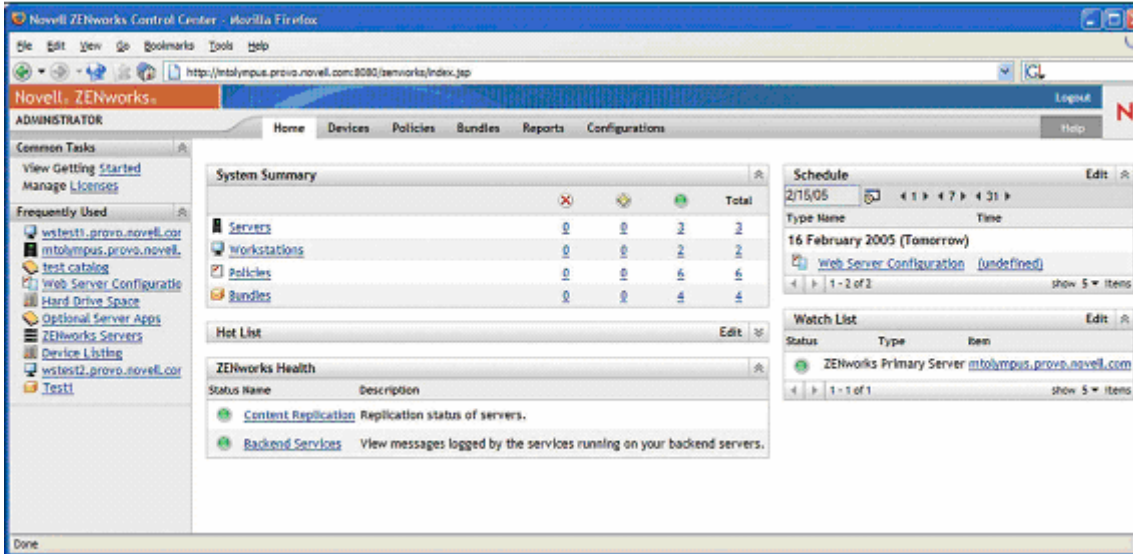 Novell ZENworks Control Center - Mozilla Firefox
File Edit View Go Bookmarks Tools Help
http://mtolympus.provo.novell.com:8080/zenworks/index.jsp
Novell® ZENworks®
Logout
N
ADMINISTRATOR
Home Devices Policies Bundles Reports Configurations
Help
Common Tasks
View Getting Started
Manage Licenses
Frequently Used
wstest1.provo.novell.cor
mtolympus.provo.novell.
test catalog
Web Server Configuratio
Hard Drive Space
Optional Server Apps
ZENworks Servers
Device Listing
wstest2.provo.novell.cor
Test1
System Summary
Total
Servers 0 0 3 3
Workstations 0 0 2 2
Policies 0 0 6 6
Bundles 0 0 4 4
Hot List Edit
ZENworks Health
Status Name Description
Content Replication Replication status of servers.
Backend Services View messages logged by the services running on your backend servers.
Schedule Edit
2/15/05 1 7 31
Type Name Time
16 February 2005 (Tomorrow)
Web Server Configuration (undefined)
1 - 2 of 2 show 5 items
Watch List Edit
Status Type Item
ZENworks Primary Server mtolympus.provo.novell.com
1 - 1 of 1 show 5 items
Done